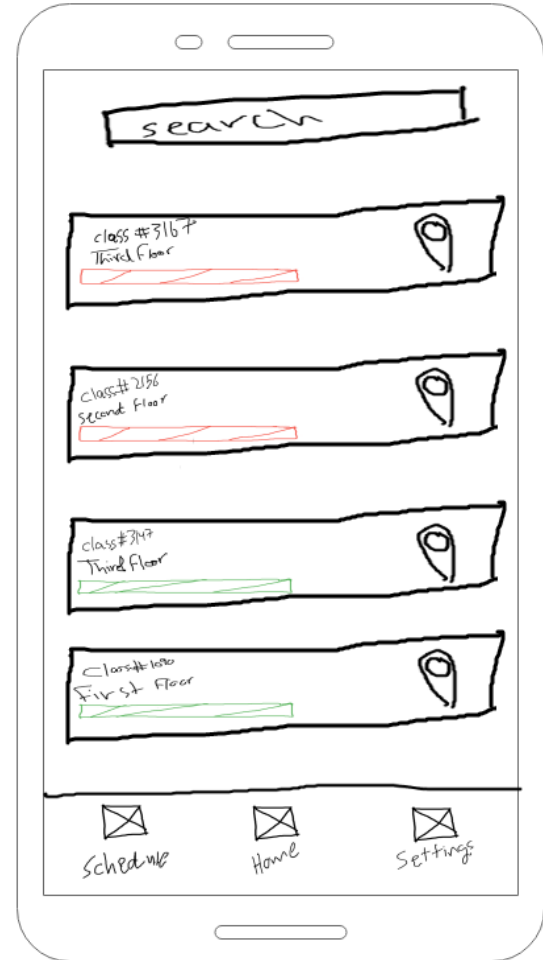 search
class #3167
Third Floor
class# 2156
second Floor
class#3147
Third Floor
Class#1090
First Floor
Schedule
Home
Settings